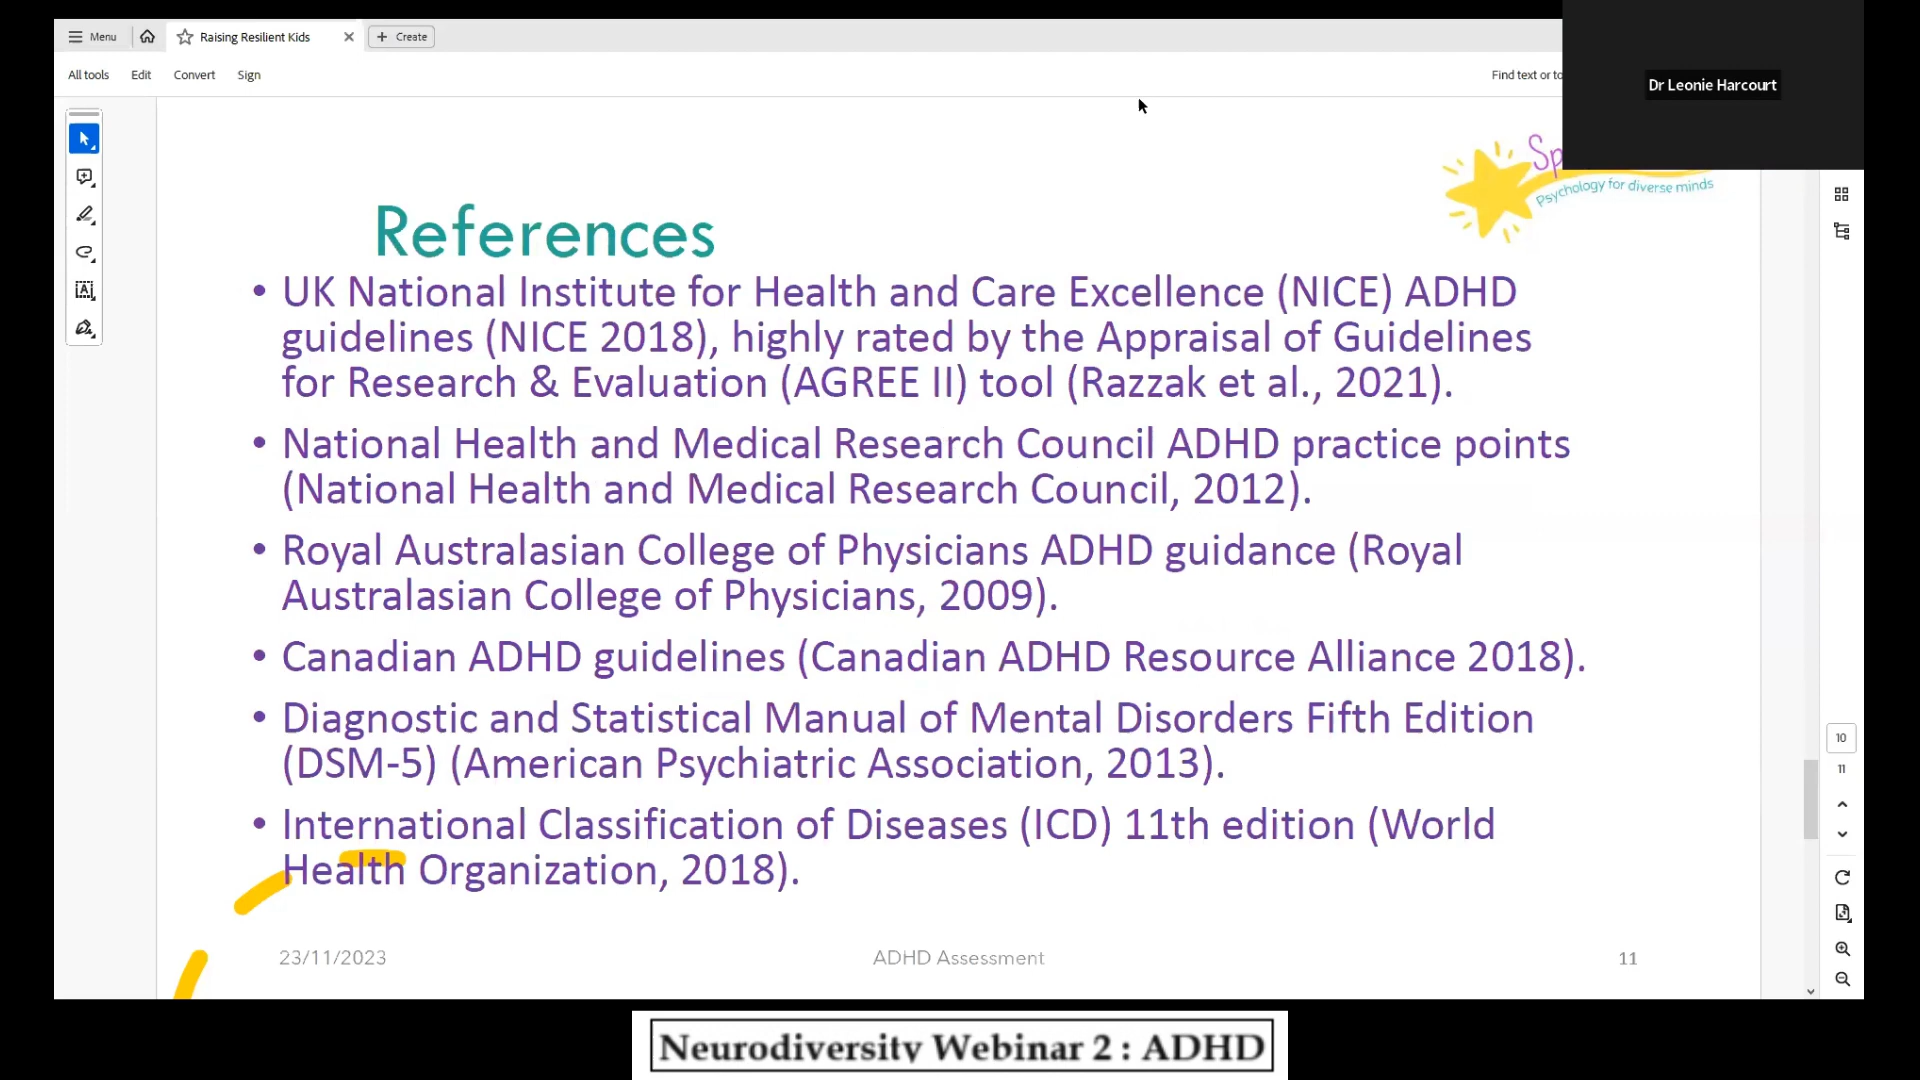 Menu
Raising Resilient Kids
Create
All tools
Edit
Convert
Sign
Find text or to
Dr Leonie Harcourt
Sp
Psychology for diverse minds
References
• UK National Institute for Health and Care Excellence (NICE) ADHD
guidelines (NICE 2018), highly rated by the Appraisal of Guidelines
for Research & Evaluation (AGREE II) tool (Razzak et al., 2021).
• National Health and Medical Research Council ADHD practice points
(National Health and Medical Research Council, 2012).
• Royal Australasian College of Physicians ADHD guidance (Royal
Australasian College of Physicians, 2009).
• Canadian ADHD guidelines (Canadian ADHD Resource Alliance 2018).
• Diagnostic and Statistical Manual of Mental Disorders Fifth Edition
(DSM-5) (American Psychiatric Association, 2013).
• International Classification of Diseases (ICD) 11th edition (World
Health Organization, 2018).
10
11
23/11/2023
ADHD Assessment
11
Neurodiversity Webinar 2 : ADHD